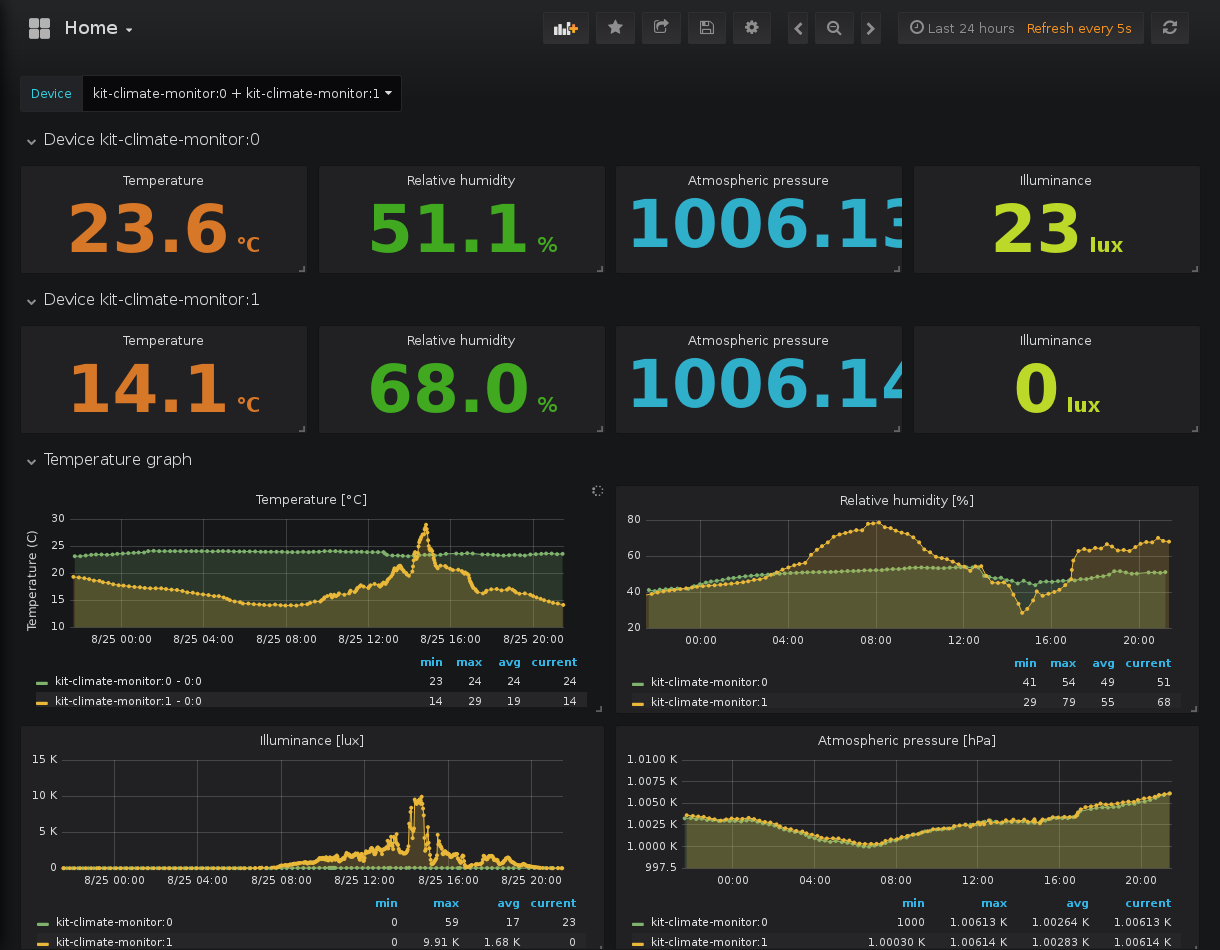 Home
Last 24 hours Refresh every 5s
Device kit-climate-monitor:0 + kit-climate-monitor:1
Device kit-climate-monitor:0
Temperature Relative humidity Atmospheric pressure Illuminance
23.6 °C 51.1 % 1006.13 23 lux
Device kit-climate-monitor:1
Temperature Relative humidity Atmospheric pressure Illuminance
14.1 °C 68.0 % 1006.14 0 lux
Temperature graph
Temperature [°C]
Temperature (C)
30
25
20
15
10
8/25 00:00 8/25 04:00 8/25 08:00 8/25 12:00 8/25 16:00 8/25 20:00
min max avg current
kit-climate-monitor:0 - 0:0 23 24 24 24
kit-climate-monitor:1 - 0:0 14 29 19 14
Relative humidity [%]
80
60
40
20
00:00 04:00 08:00 12:00 16:00 20:00
min max avg current
kit-climate-monitor:0 41 54 49 51
kit-climate-monitor:1 29 79 55 68
Illuminance [lux]
15 K
10 K
5 K
0
8/25 00:00 8/25 04:00 8/25 08:00 8/25 12:00 8/25 16:00 8/25 20:00
min max avg current
kit-climate-monitor:0 0 59 17 23
kit-climate-monitor:1 0 9.91 K 1.68 K 0
Atmospheric pressure [hPa]
1.0100 K
1.0075 K
1.0050 K
1.0025 K
1.0000 K
997.5
00:00 04:00 08:00 12:00 16:00 20:00
min max avg current
kit-climate-monitor:0 1000 1.00613 K 1.00264 K 1.00613 K
kit-climate-monitor:1 1.00030 K 1.00614 K 1.00283 K 1.00614 K